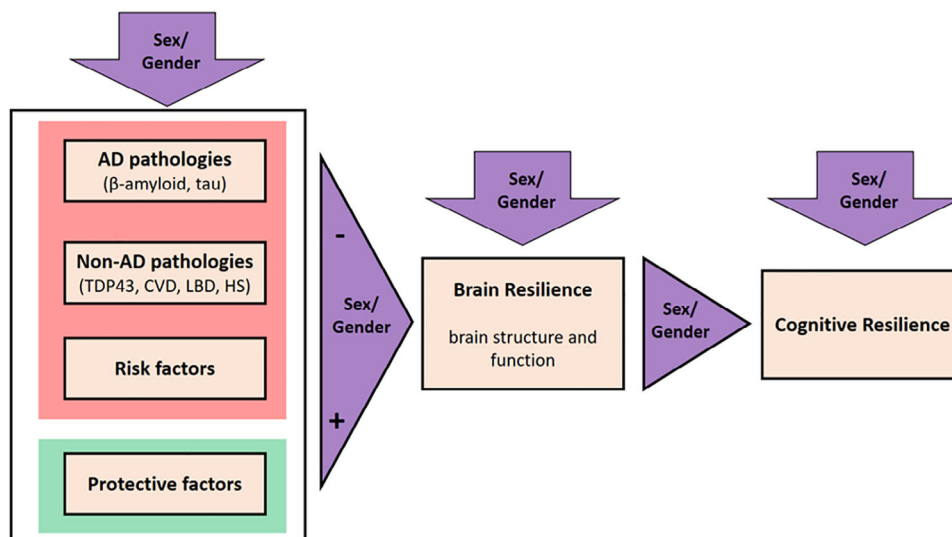 Sex/
Gender
AD pathologies
(β-amyloid, tau)
Non-AD pathologies
(TDP43, CVD, LBD, HS)
Risk factors
Protective factors
-
Sex/
Gender
+
Sex/
Gender
Brain Resilience
brain structure and
function
Sex/
Gender
Sex/
Gender
Cognitive Resilience